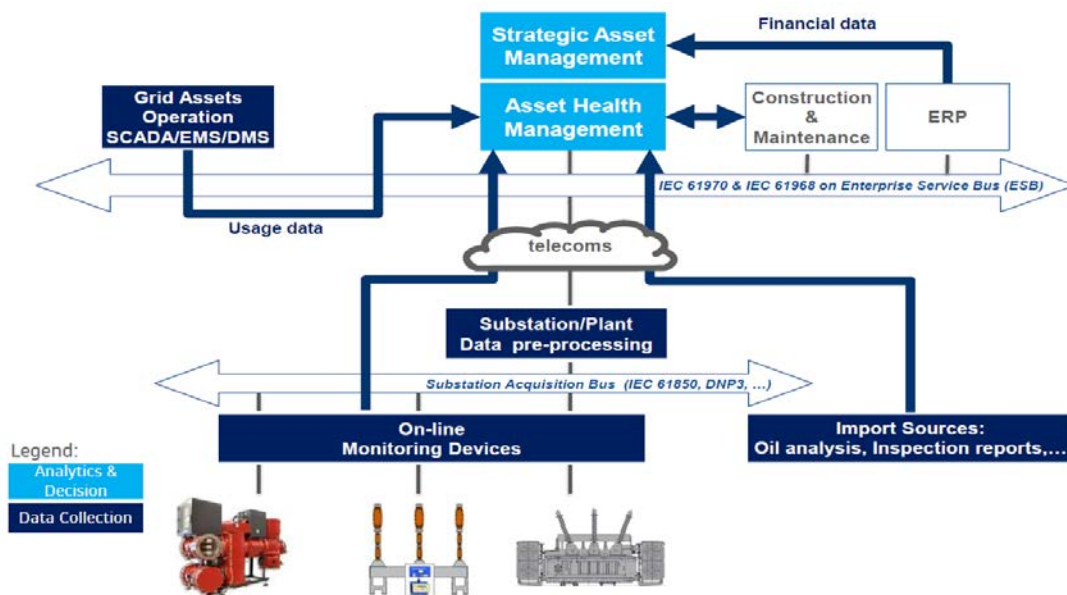 Financial data
Strategic Asset
Management
Grid Assets
Operation
SCADA/EMS/DMS
Asset Health
Management
Construction
&
Maintenance
ERP
IEC 61970 & IEC 61968 on Enterprise Service Bus (ESB)
Usage data
telecoms
Substation/Plant
Data pre-processing
Substation Acquisition Bus (IEC 61850, DNP3, ...)
On-line
Monitoring Devices
Import Sources:
Oil analysis, Inspection reports,...
Legend:
Analytics &
Decision
Data Collection